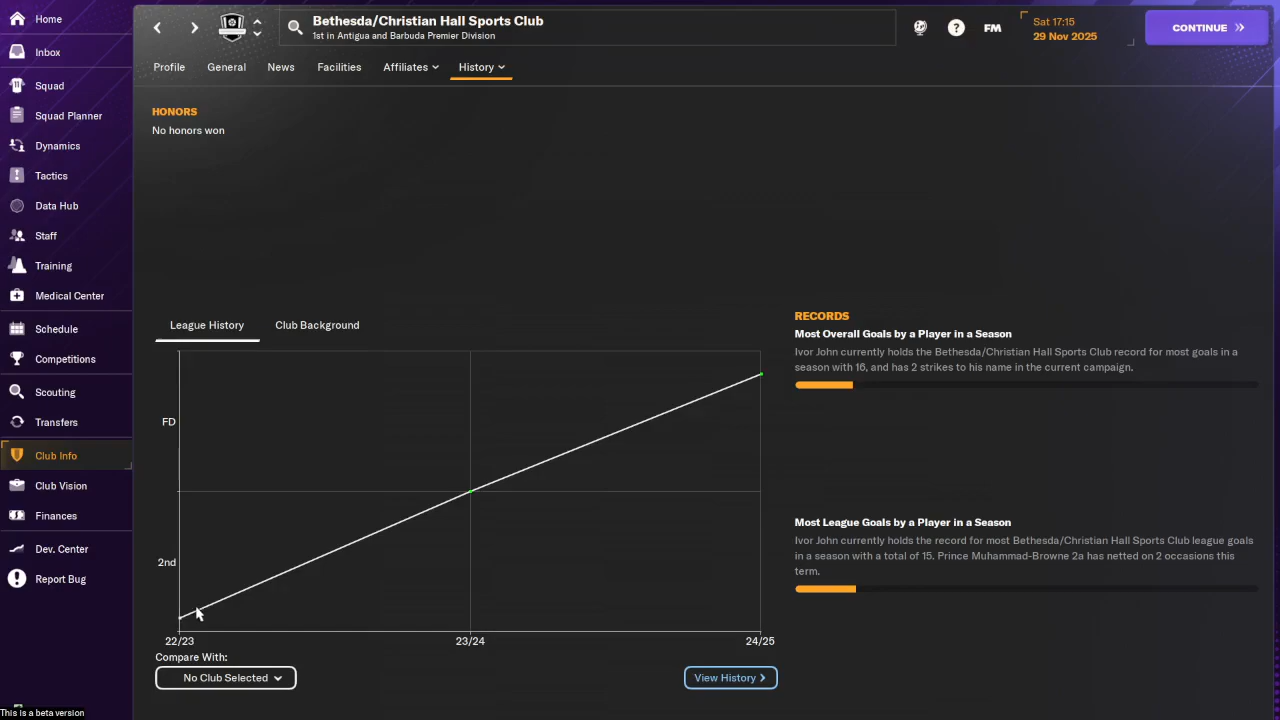 Home
Inbox
Squad
Squad Planner
Dynamics
Tactics
Data Hub
Staff
Training
Medical Center
Schedule
Competitions
Scouting
Transfers
Club Info
Club Vision
Finances
Dev. Center
Report Bug
This is a beta version
Bethesda/Christian Hall Sports Club
1st in Antigua and Barbuda Premier Division
?
FM
Sat 17:15
29 Nov 2025
CONTINUE
Profile
General
News
Facilities
Affiliates
History
HONORS
No honors won
League History
Club Background
FD
2nd
22/23
23/24
24/25
Compare With:
No Club Selected
View History
RECORDS
Most Overall Goals by a Player in a Season
Ivor John currently holds the Bethesda/Christian Hall Sports Club record for most goals in a
season with 16, and has 2 strikes to his name in the current campaign.
Most League Goals by a Player in a Season
Ivor John currently holds the record for most Bethesda/Christian Hall Sports Club league goals
in a season with a total of 15. Prince Muhammad-Browne 2a has netted on 2 occasions this
term.